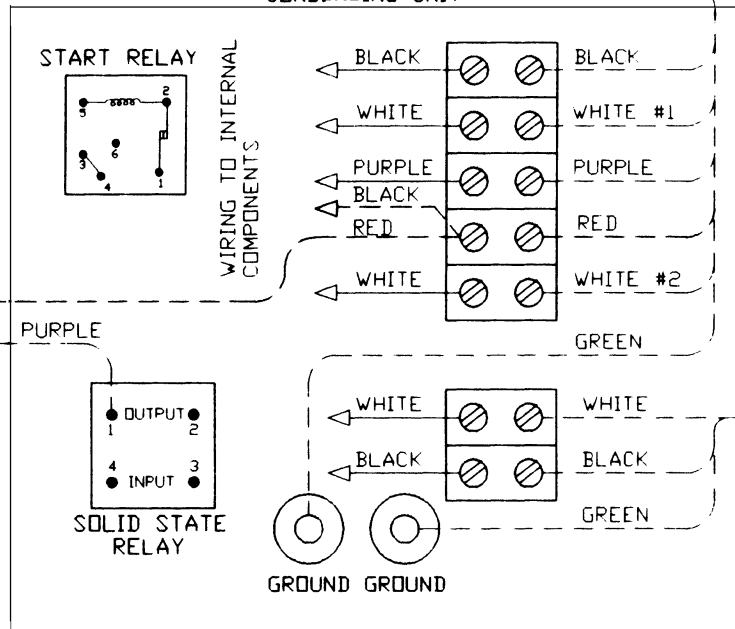 START RELAY
5
2
6
3
4
1
WIRING TO INTERNAL
COMPONENTS
BLACK
BLACK
WHITE
WHITE #1
PURPLE
PURPLE
BLACK
RED
RED
WHITE
WHITE #2
PURPLE
GREEN
OUTPUT
1
2
4
3
INPUT
SOLID STATE
RELAY
WHITE
WHITE
BLACK
BLACK
GREEN
GROUND GROUND